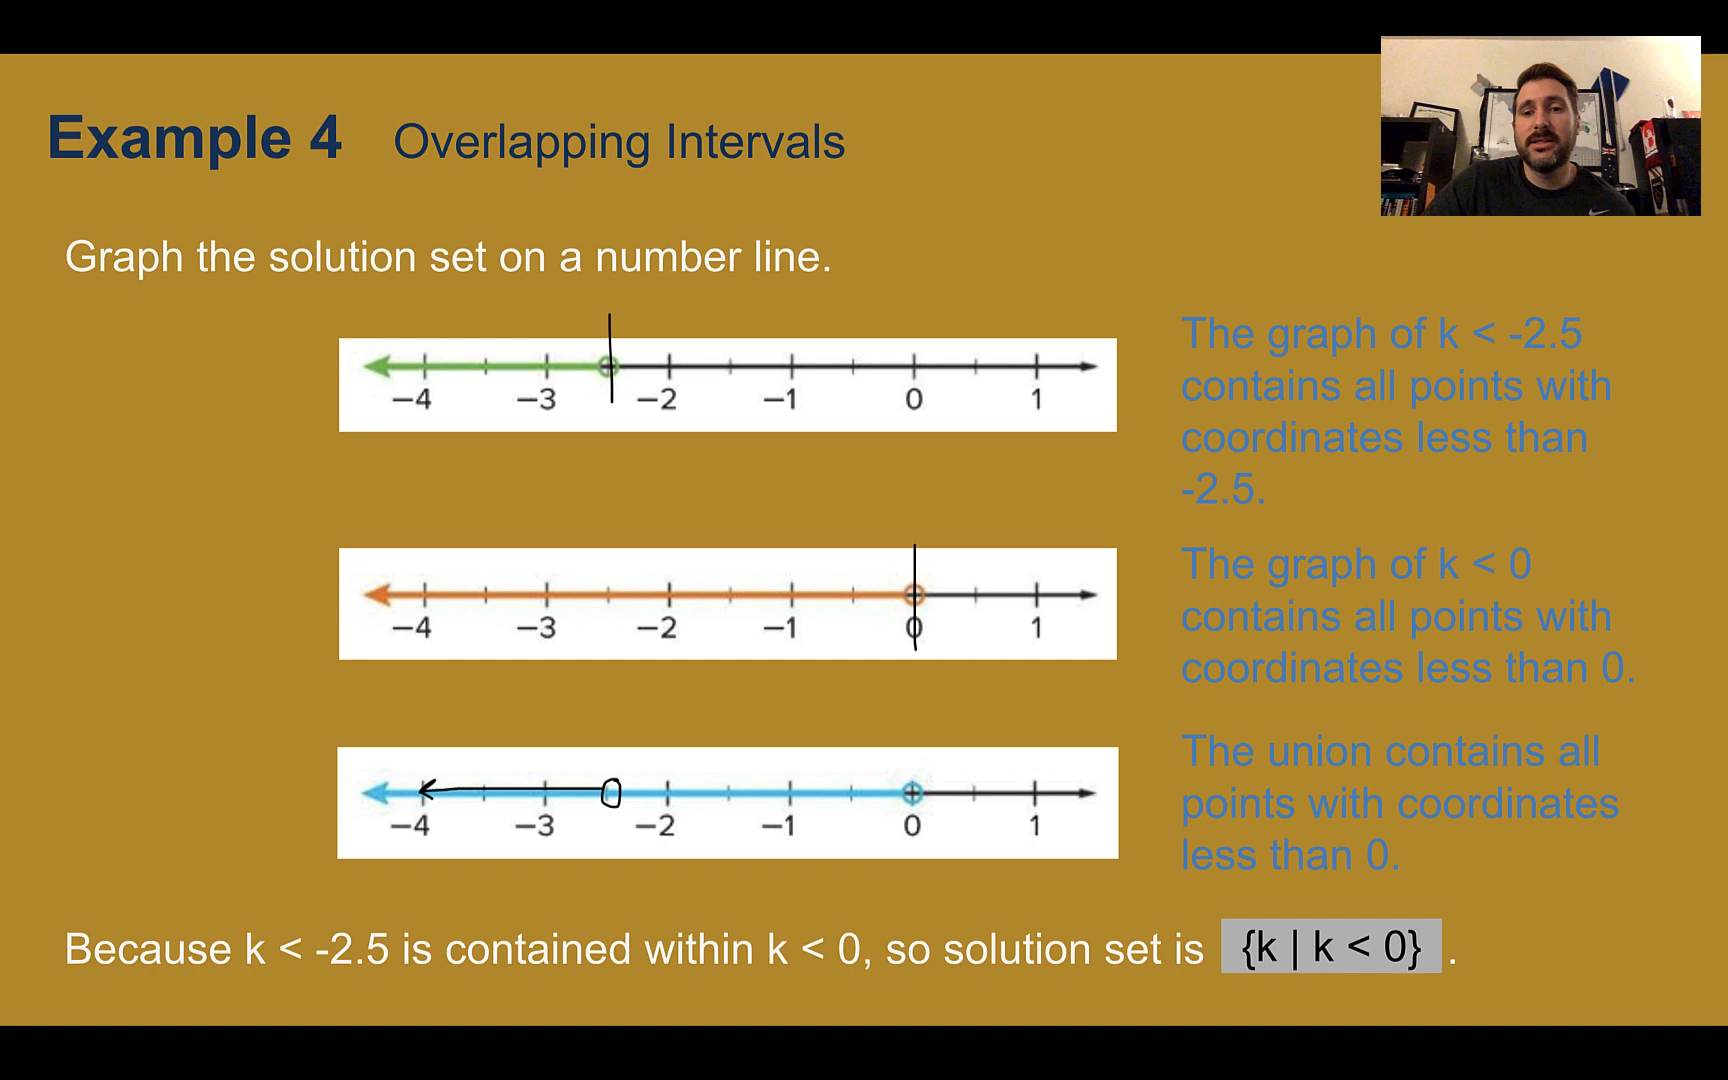 Example 4 Overlapping Intervals
Graph the solution set on a number line.
−4 −3 −2 −1 0 1
The graph of k < -2.5
contains all points with
coordinates less than
-2.5.
−4 −3 −2 −1 0 1
The graph of k < 0
contains all points with
coordinates less than 0.
−4 −3 −2 −1 0 1
The union contains all
points with coordinates
less than 0.
Because k < -2.5 is contained within k < 0, so solution set is {k | k < 0} .